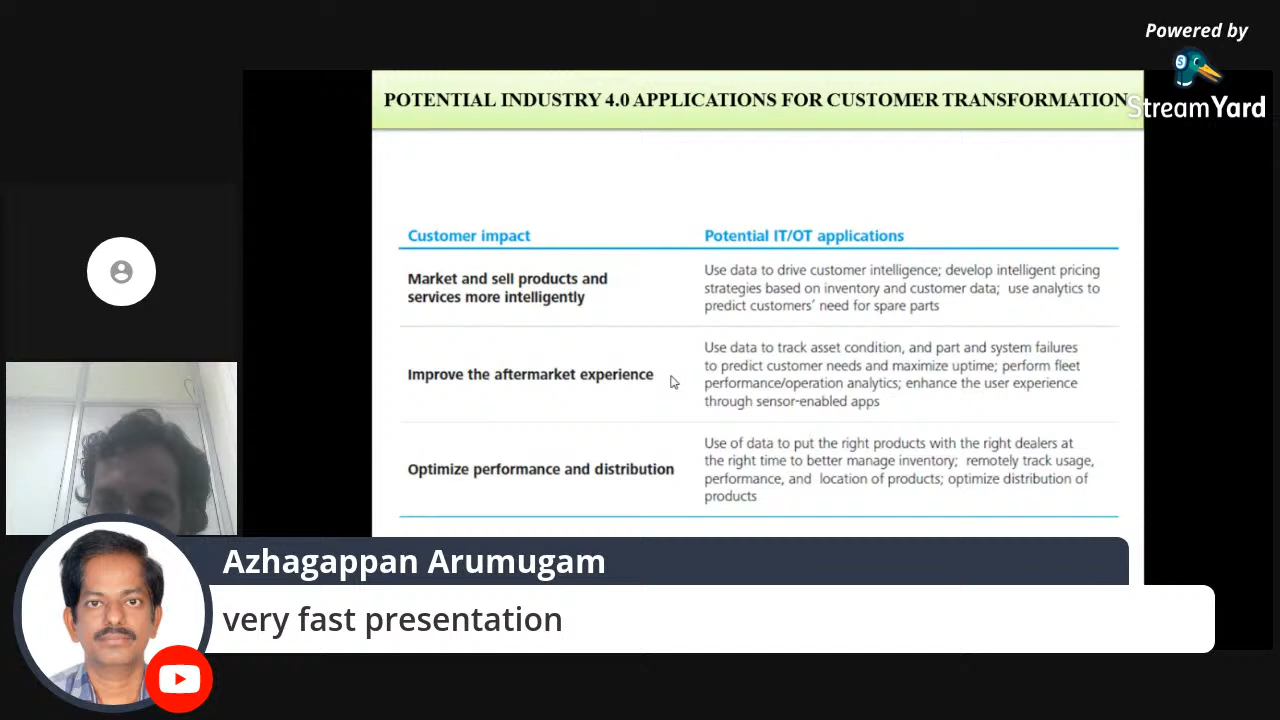 Powered by
StreamYard
POTENTIAL INDUSTRY 4.0 APPLICATIONS FOR CUSTOMER TRANSFORMATION
Customer impact
Potential IT/OT applications
Market and sell products and
services more intelligently
Use data to drive customer intelligence; develop intelligent pricing
strategies based on inventory and customer data; use analytics to
predict customers' need for spare parts
Improve the aftermarket experience
Use data to track asset condition, and part and system failures
to predict customer needs and maximize uptime; perform fleet
performance/operation analytics; enhance the user experience
through sensor-enabled apps
Optimize performance and distribution
Use of data to put the right products with the right dealers at
the right time to better manage inventory; remotely track usage,
performance, and location of products; optimize distribution of
products
Azhagappan Arumugam
very fast presentation